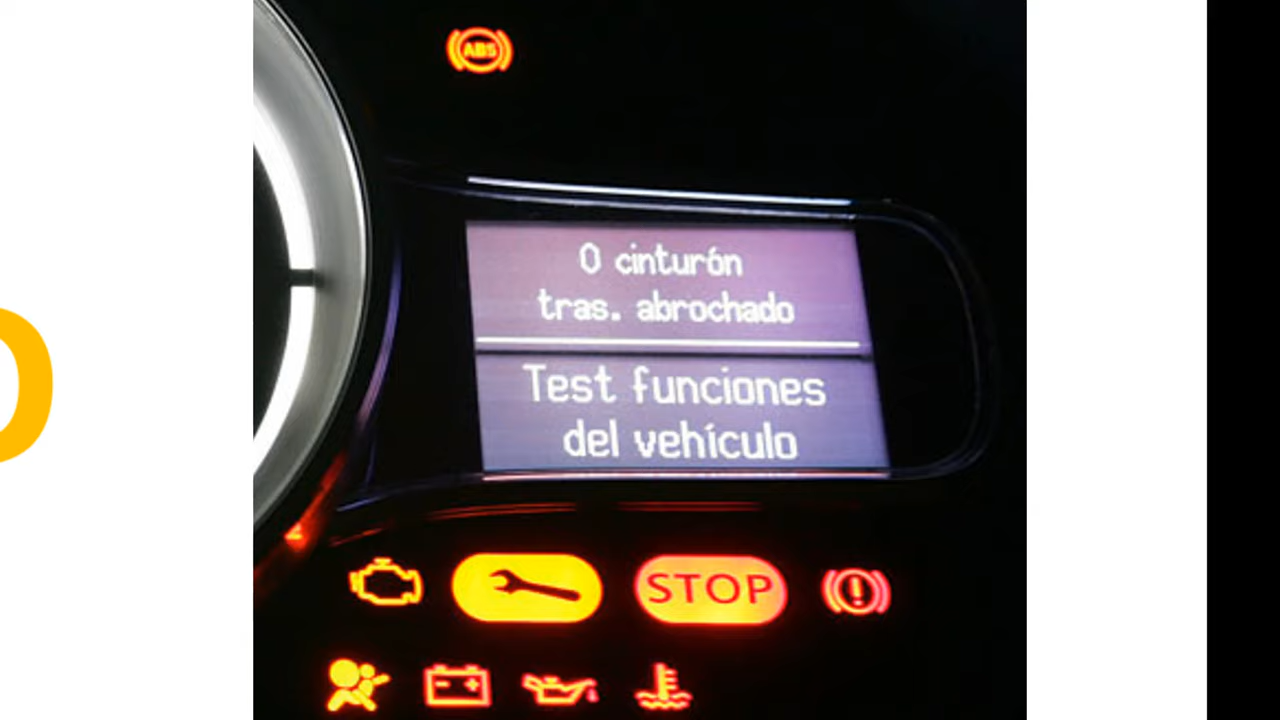 ABS
0 cinturón
tras. abrochado
Test funciones
del vehículo
STOP